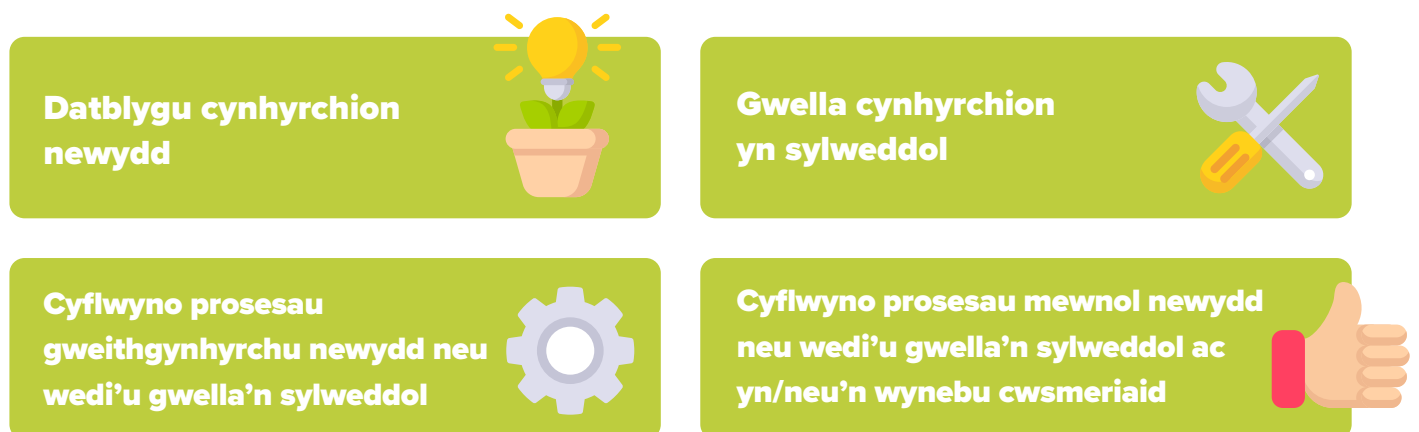 Datblygu cynhyrchion
newydd
Gwella cynhyrchion
yn sylweddol
Cyflwyno prosesau
gweithgynhyrchu newydd neu
wedi’u gwella’n sylweddol
Cyflwyno prosesau mewnol newydd
neu wedi’u gwella’n sylweddol ac
yn/neu’n wynebu cwsmeriaid